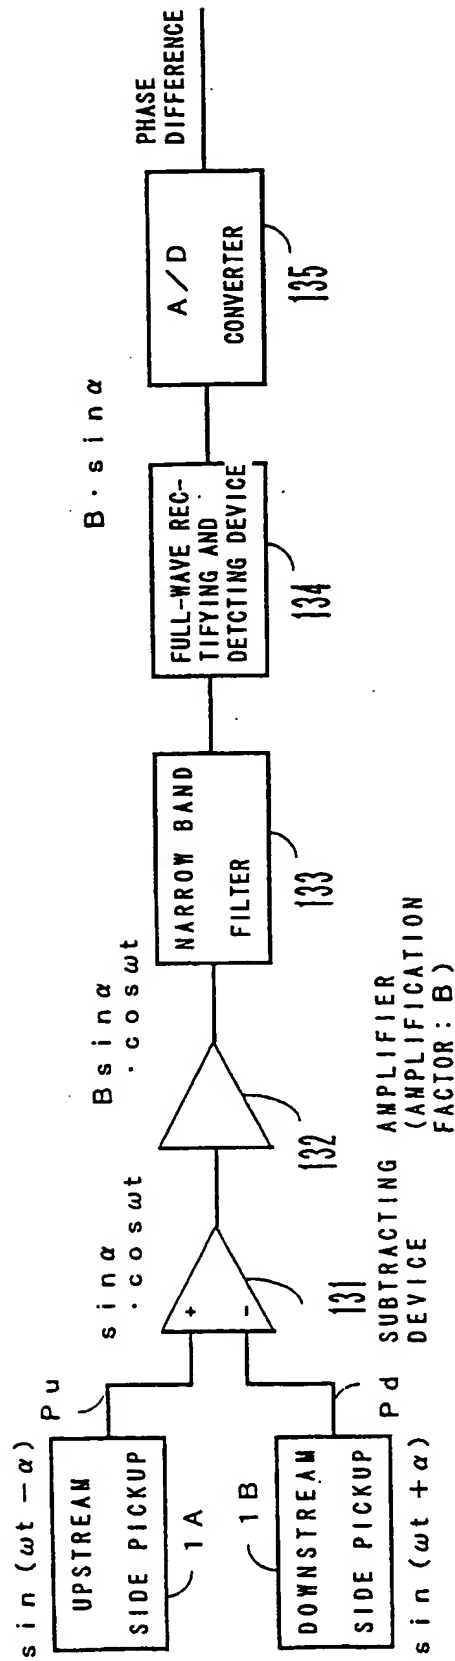 sin (ωt − α)
UPSTREAM
SIDE PICKUP
1A
Pu
1B
DOWNSTREAM
SIDE PICKUP
sin (ωt + α)
Pd
sinα
·cosωt
+
-
131
SUBTRACTING
DEVICE
Bsinα
·cosωt
132
AMPLIFIER
(AMPLIFICATION
FACTOR: B)
NARROW BAND
FILTER
133
FULL-WAVE REC-
TIFYING AND
DETCTING DEVICE
134
B·sinα
A/D
CONVERTER
135
PHASE
DIFFERENCE